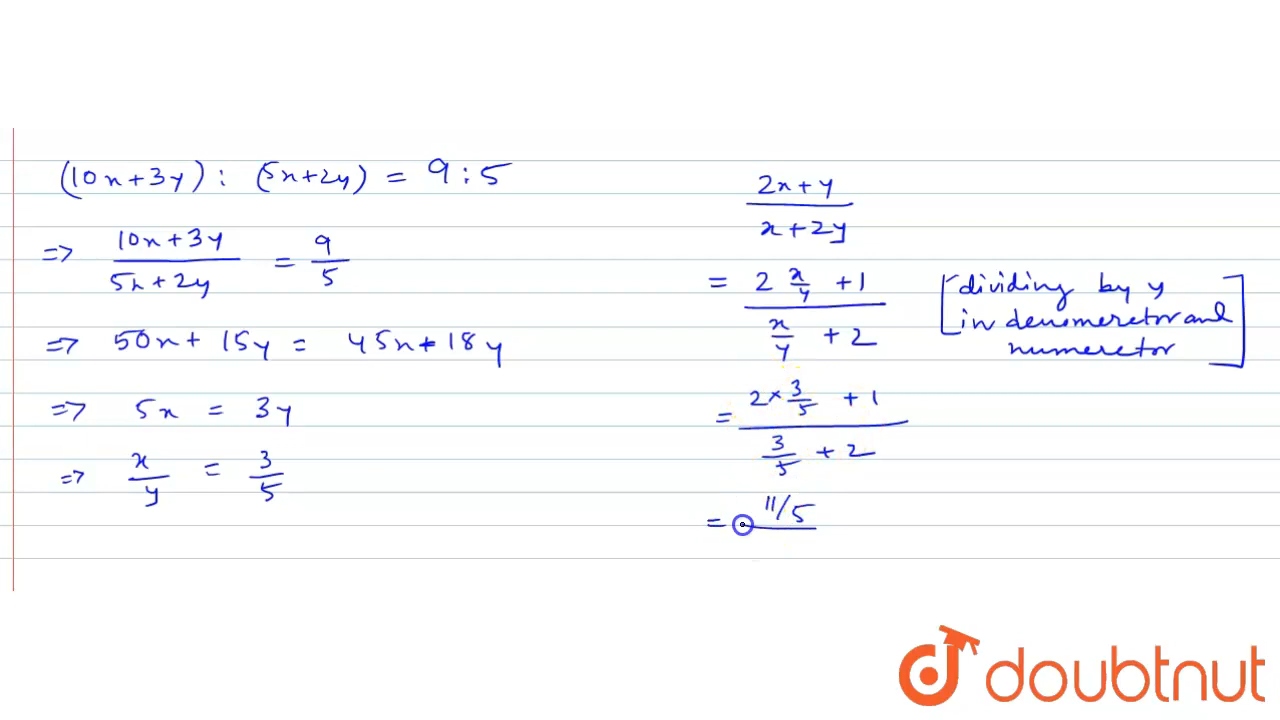 (10x+3y) : (5x+2y) = 9 : 5
=> 10x+3y / 5x+2y = 9/5
=> 50x + 15y = 45x + 18y
=> 5x = 3y
=> x/y = 3/5
2x+y / x+2y
= 2 x/y +1 / x/y + 2
[dividing by y
in denomeretor and
numeretor]
= 2 × 3/5 + 1 / 3/5 + 2
= 11/5
doubtnut